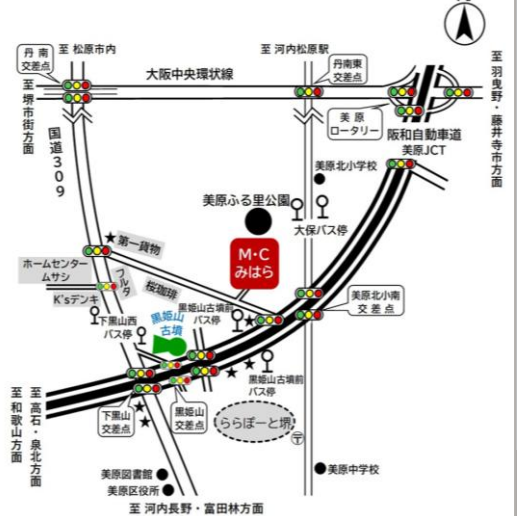 至 松原市内
至 河内松原駅
丹 南
交差点
丹南東
交差点
大阪中央環状線
至 堺市街方面
至 羽曳野・藤井寺市方面
美 原
ロータリー
阪和自動車道
美原JCT
国道309
美原北小学校
美原ふる里公園
大保バス停
★第一貨物
M・C
みはら
ホームセンター
ムサシ
フルタ
桜珈琲
K'sデンキ
美原北小南
交 差 点
下黒山西
バス停
黒姫山
古墳
黒姫山古墳前
バス停
黒姫山古墳前
バス停
至 高石・泉北方面
至 和歌山方面
下黒山
交差点
黒姫山
交差点
ららぽーと堺
〒
美原図書館
美原区役所
美原中学校
至 河内長野・富田林方面